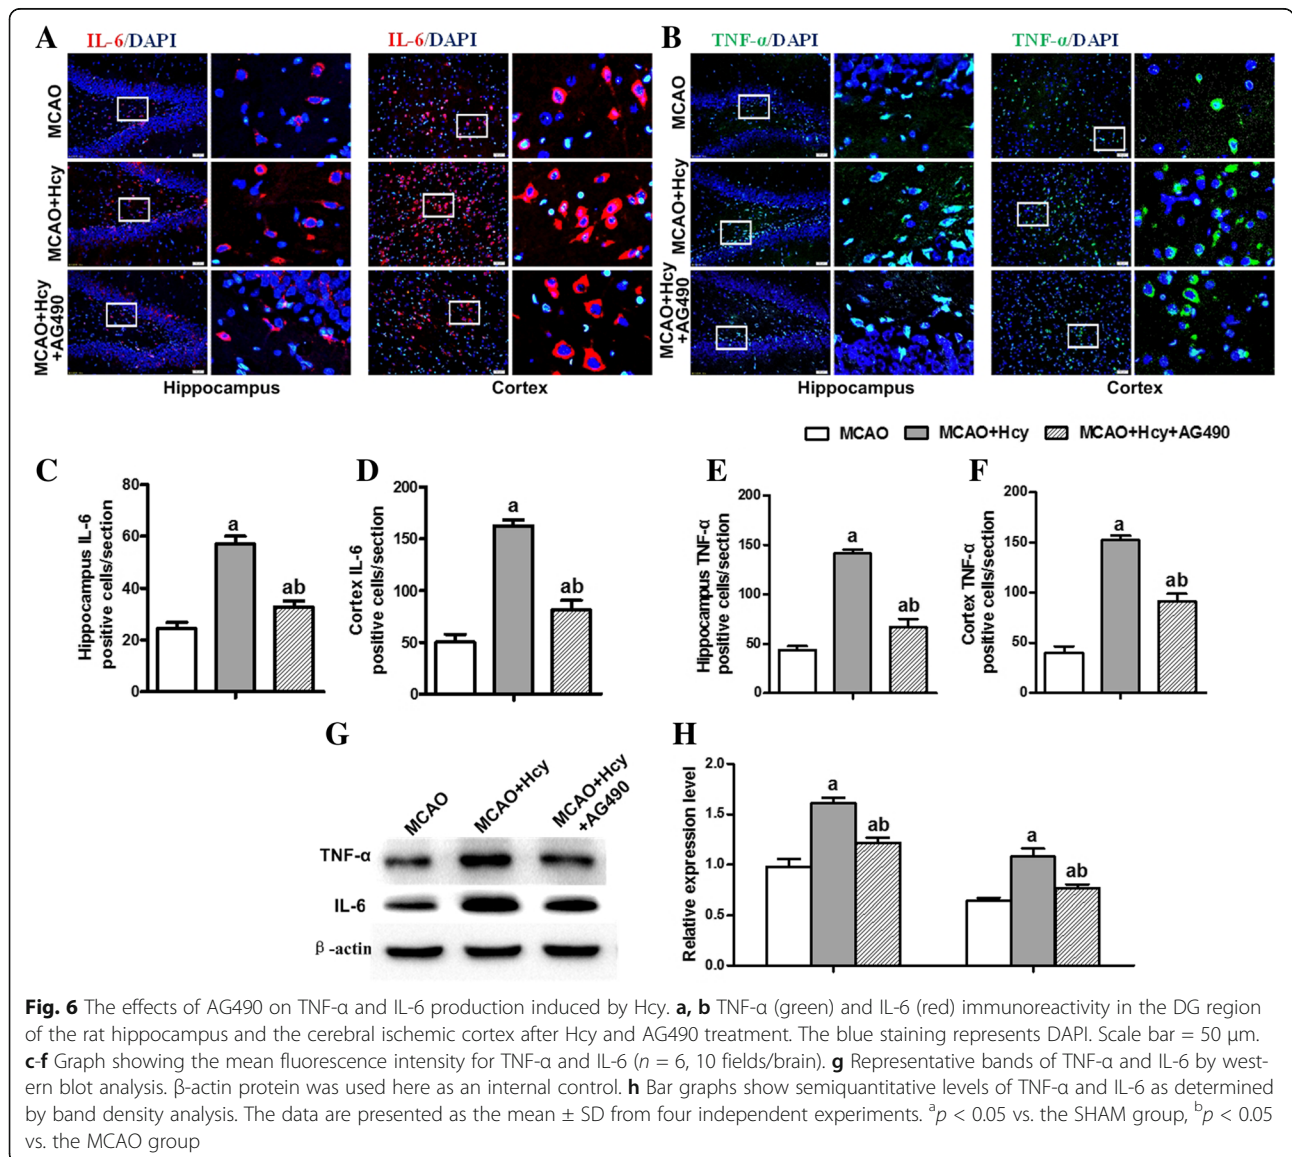 A
IL-6/DAPI
IL-6/DAPI
B
TNF-α/DAPI
TNF-α/DAPI
MCAO
MCAO+Hcy
MCAO+Hcy
+AG490
MCAO
MCAO+Hcy
MCAO+Hcy
+AG490
Hippocampus
Cortex
Hippocampus
Cortex
MCAO
MCAO+Hcy
MCAO+Hcy+AG490
C
Hippocampus IL-6
positive cells/section
80
60
40
20
0
a
ab
D
Cortex IL-6
positive cells/section
200
150
100
50
0
a
ab
E
Hippocampus TNF-α
positive cells/section
200
150
100
50
0
a
ab
F
Cortex TNF-α
positive cells/section
200
150
100
50
0
a
ab
G
MCAO
MCAO+Hcy
MCAO+Hcy
+AG490
TNF-α
IL-6
β-actin
H
Relative expression level
2.0
1.5
1.0
0.5
0.0
a
ab
a
ab
Fig. 6 The effects of AG490 on TNF-α and IL-6 production induced by Hcy. a, b TNF-α (green) and IL-6 (red) immunoreactivity in the DG region
of the rat hippocampus and the cerebral ischemic cortex after Hcy and AG490 treatment. The blue staining represents DAPI. Scale bar = 50 μm.
c-f Graph showing the mean fluorescence intensity for TNF-α and IL-6 (n = 6, 10 fields/brain). g Representative bands of TNF-α and IL-6 by west-
ern blot analysis. β-actin protein was used here as an internal control. h Bar graphs show semiquantitative levels of TNF-α and IL-6 as determined
by band density analysis. The data are presented as the mean ± SD from four independent experiments. ᵃp < 0.05 vs. the SHAM group, ᵇp < 0.05
vs. the MCAO group